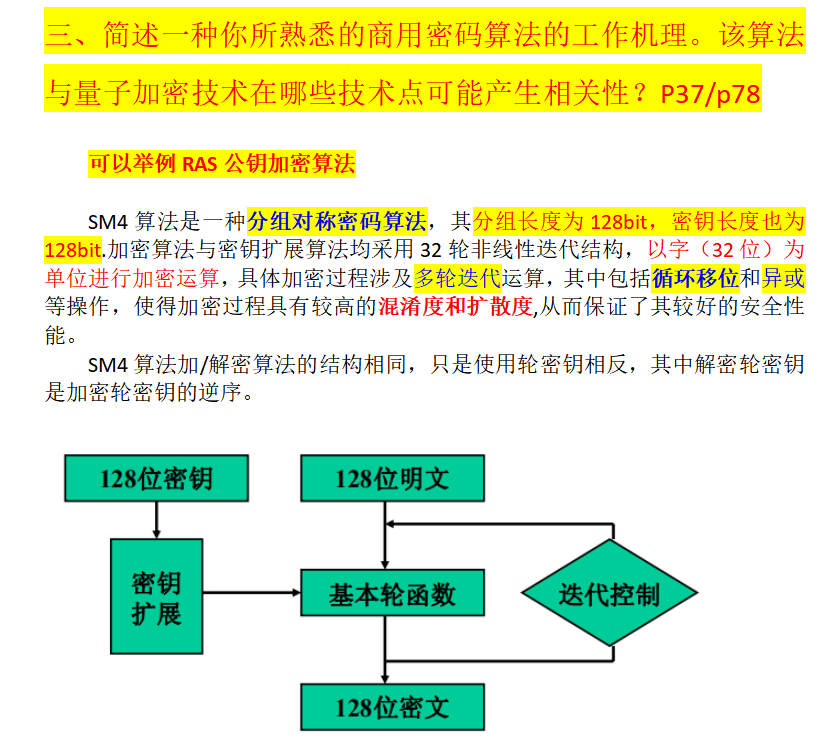 三、简述一种你所熟悉的商用密码算法的工作机理。该算法
与量子加密技术在哪些技术点可能产生相关性？P37/p78
可以举例 RAS 公钥加密算法
SM4 算法是一种分组对称密码算法，其分组长度为 128bit，密钥长度也为
128bit.加密算法与密钥扩展算法均采用 32 轮非线性迭代结构，以字（32 位）为
单位进行加密运算，具体加密过程涉及多轮迭代运算，其中包括循环移位和异或
等操作，使得加密过程具有较高的混淆度和扩散度,从而保证了其较好的安全性
能。
SM4 算法加/解密算法的结构相同，只是使用轮密钥相反，其中解密轮密钥
是加密轮密钥的逆序。
128位密钥
128位明文
密钥
扩展
基本轮函数
迭代控制
128位密文